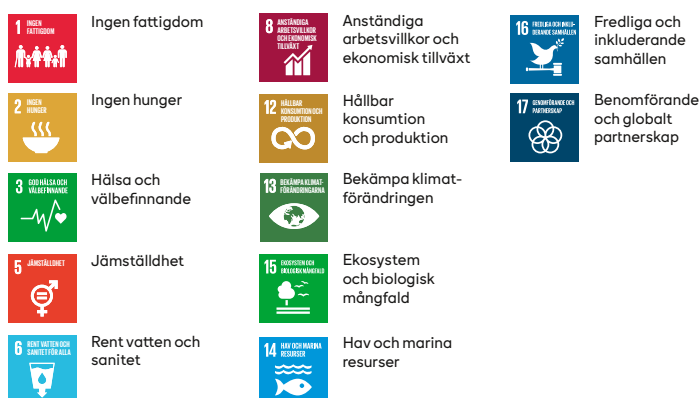 1 INGEN
FATTIGDOM
Ingen fattigdom
2 INGEN
HUNGER
Ingen hunger
3 GOD HÄLSA OCH
VÄLBEFINNANDE
Hälsa och
välbefinnande
5 JÄMSTÄLLDHET
Jämställdhet
6 RENT VATTEN OCH
SANITET FÖR ALLA
Rent vatten och
sanitet
8 ANSTÄNDIGA
ARBETSVILLKOR
OCH EKONOMISK
TILLVÄXT
Anständiga
arbetsvillkor och
ekonomisk tillväxt
12 HÅLLBAR
KONSUMTION OCH
PRODUKTION
Hållbar
konsumtion
och produktion
13 BEKÄMPA KLIMAT-
FÖRÄNDRINGARNA
Bekämpa klimat-
förändringen
15 EKOSYSTEM OCH
BIOLOGISK MÅNGFALD
Ekosystem
och biologisk
mångfald
14 HAV OCH MARINA
RESURSER
Hav och marina
resurser
16 FREDLIGA OCH INKLU-
DERANDE SAMHÄLLEN
Fredliga och
inkluderande
samhällen
17 GENOMFÖRANDE OCH
PARTNERSKAP
Benomförande
och globalt
partnerskap